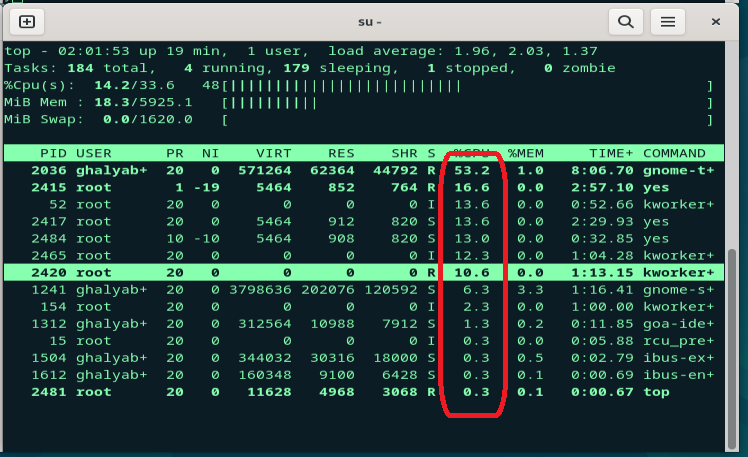 su -
top - 02:01:53 up 19 min, 1 user, load average: 1.96, 2.03, 1.37
Tasks: 184 total, 4 running, 179 sleeping, 1 stopped, 0 zombie
%Cpu(s): 14.2/33.6 48[||||||||||||||||||||||||||||| ]
MiB Mem : 18.3/5925.1 [||||||||||| ]
MiB Swap: 0.0/1620.0 [ ]
PID USER PR NI VIRT RES SHR S %CPU %MEM TIME+ COMMAND
2036 ghalyab+ 20 0 571264 62364 44792 R 53.2 1.0 8:06.70 gnome-t+
2415 root 1 -19 5464 852 764 R 16.6 0.0 2:57.10 yes
52 root 20 0 0 0 0 I 13.6 0.0 0:52.66 kworker+
2417 root 20 0 5464 912 820 S 13.6 0.0 2:29.93 yes
2484 root 10 -10 5464 908 820 S 13.0 0.0 0:32.85 yes
2465 root 20 0 0 0 0 I 12.3 0.0 1:04.28 kworker+
2420 root 20 0 0 0 0 R 10.6 0.0 1:13.15 kworker+
1241 ghalyab+ 20 0 3798636 202076 120592 S 6.3 3.3 1:16.41 gnome-s+
154 root 20 0 0 0 0 I 2.3 0.0 1:00.00 kworker+
1312 ghalyab+ 20 0 312564 10988 7912 S 1.3 0.2 0:11.85 goa-ide+
15 root 20 0 0 0 0 I 0.3 0.0 0:05.88 rcu_pre+
1504 ghalyab+ 20 0 344032 30316 18000 S 0.3 0.5 0:02.79 ibus-ex+
1612 ghalyab+ 20 0 160348 9100 6428 S 0.3 0.1 0:00.69 ibus-en+
2481 root 20 0 11628 4968 3068 R 0.3 0.1 0:00.67 top